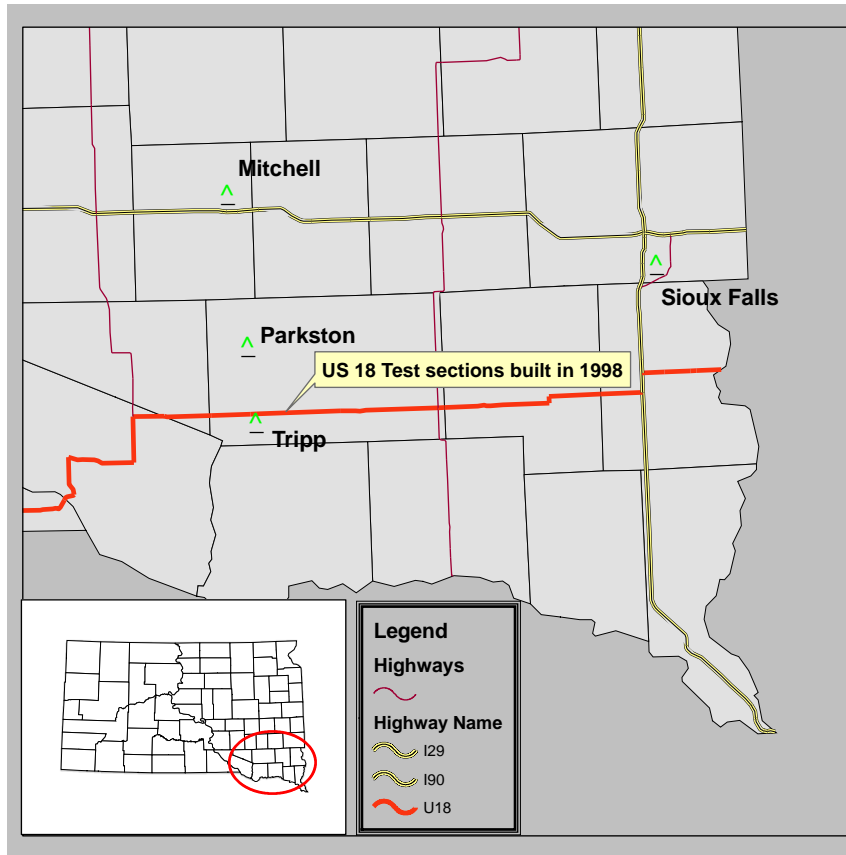 Mitchell
Sioux Falls
Parkston
US 18 Test sections built in 1998
Tripp
Legend
Highways
Highway Name
I29
I90
U18